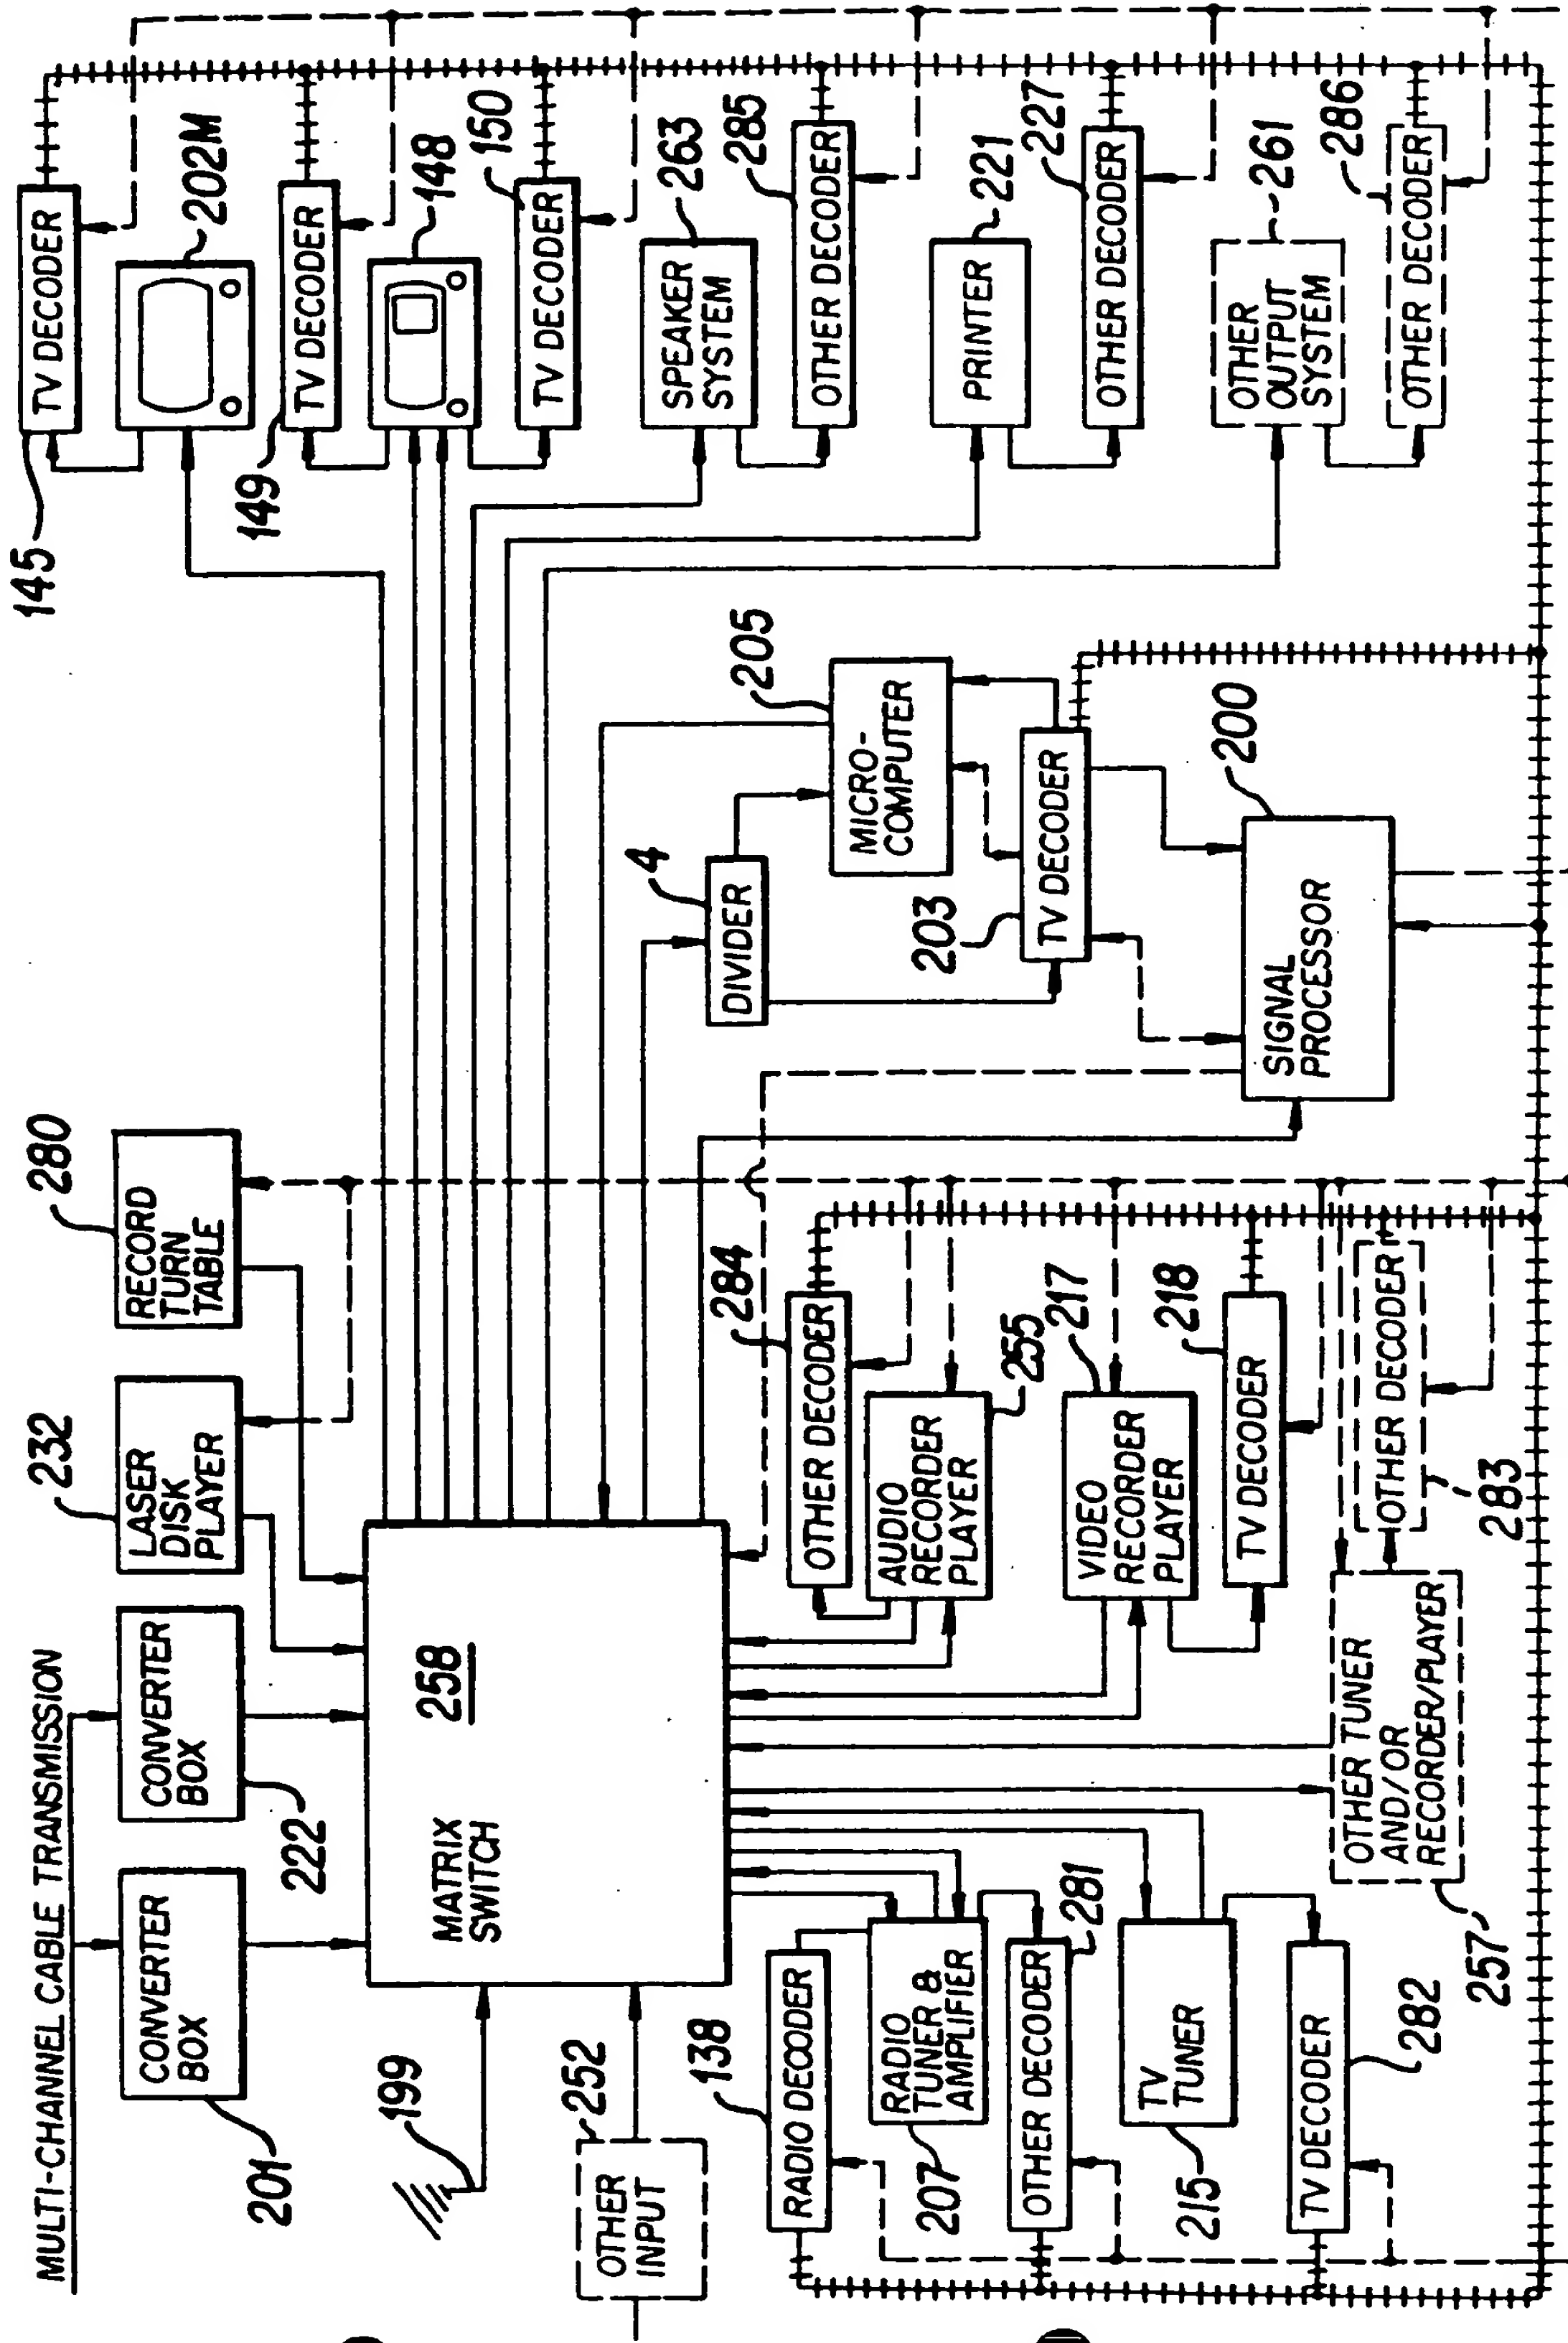 MULTI-CHANNEL CABLE TRANSMISSION
CONVERTER
BOX
201
CONVERTER
BOX
222
LASER
DISK
PLAYER
232
RECORD
TURN
TABLE
280
199
OTHER
INPUT
252
MATRIX
SWITCH
258
145
TV DECODER
202M
149
TV DECODER
148
TV DECODER
150
SPEAKER
SYSTEM
263
OTHER DECODER
285
PRINTER
221
OTHER DECODER
227
OTHER
OUTPUT
SYSTEM
261
OTHER DECODER
286
DIVIDER
4
MICRO-
COMPUTER
205
203
TV DECODER
SIGNAL
PROCESSOR
200
RADIO DECODER
138
RADIO
TUNER &
AMPLIFIER
207
OTHER DECODER
281
TV
TUNER
215
TV DECODER
282
OTHER TUNER
AND/OR
RECORDER/PLAYER
257
OTHER DECODER
284
AUDIO
RECORDER
PLAYER
255
VIDEO
RECORDER
PLAYER
217
TV DECODER
218
OTHER DECODER
283